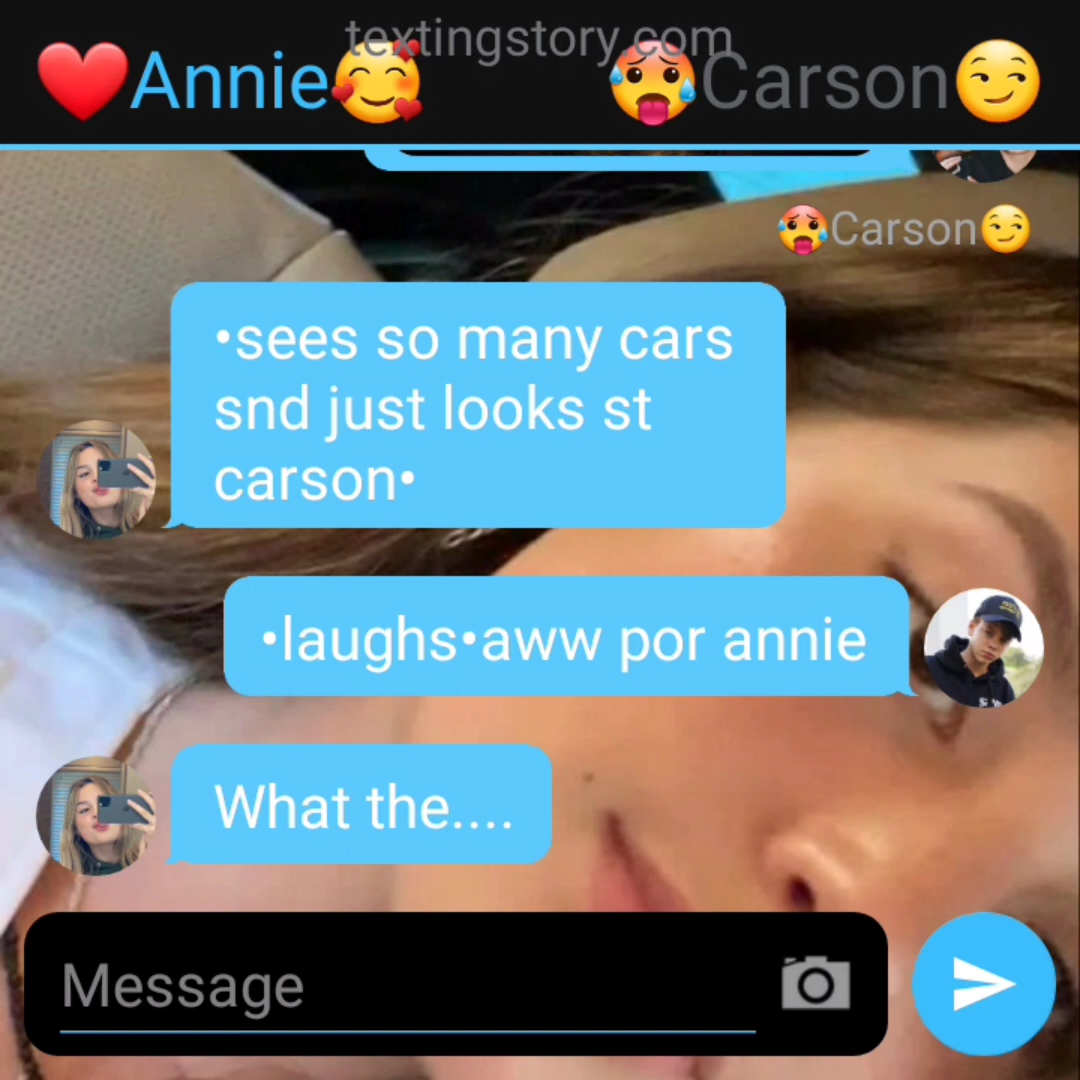 textingstory.com
❤️Annie🥰
🥵Carson😏
🥵Carson😏
•sees so many cars
snd just looks st
carson•
•laughs•aww por annie
What the....
Message